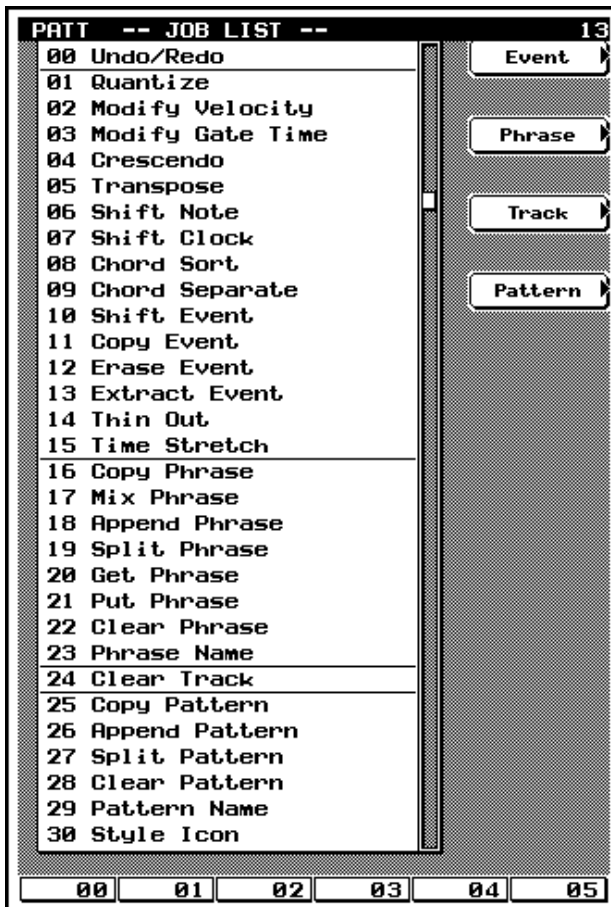 PATT -- JOB LIST -- 13
00 Undo/Redo
01 Quantize
02 Modify Velocity
03 Modify Gate Time
04 Crescendo
05 Transpose
06 Shift Note
07 Shift Clock
08 Chord Sort
09 Chord Separate
10 Shift Event
11 Copy Event
12 Erase Event
13 Extract Event
14 Thin Out
15 Time Stretch
16 Copy Phrase
17 Mix Phrase
18 Append Phrase
19 Split Phrase
20 Get Phrase
21 Put Phrase
22 Clear Phrase
23 Phrase Name
24 Clear Track
25 Copy Pattern
26 Append Pattern
27 Split Pattern
28 Clear Pattern
29 Pattern Name
30 Style Icon
Event
Phrase
Track
Pattern
00 01 02 03 04 05